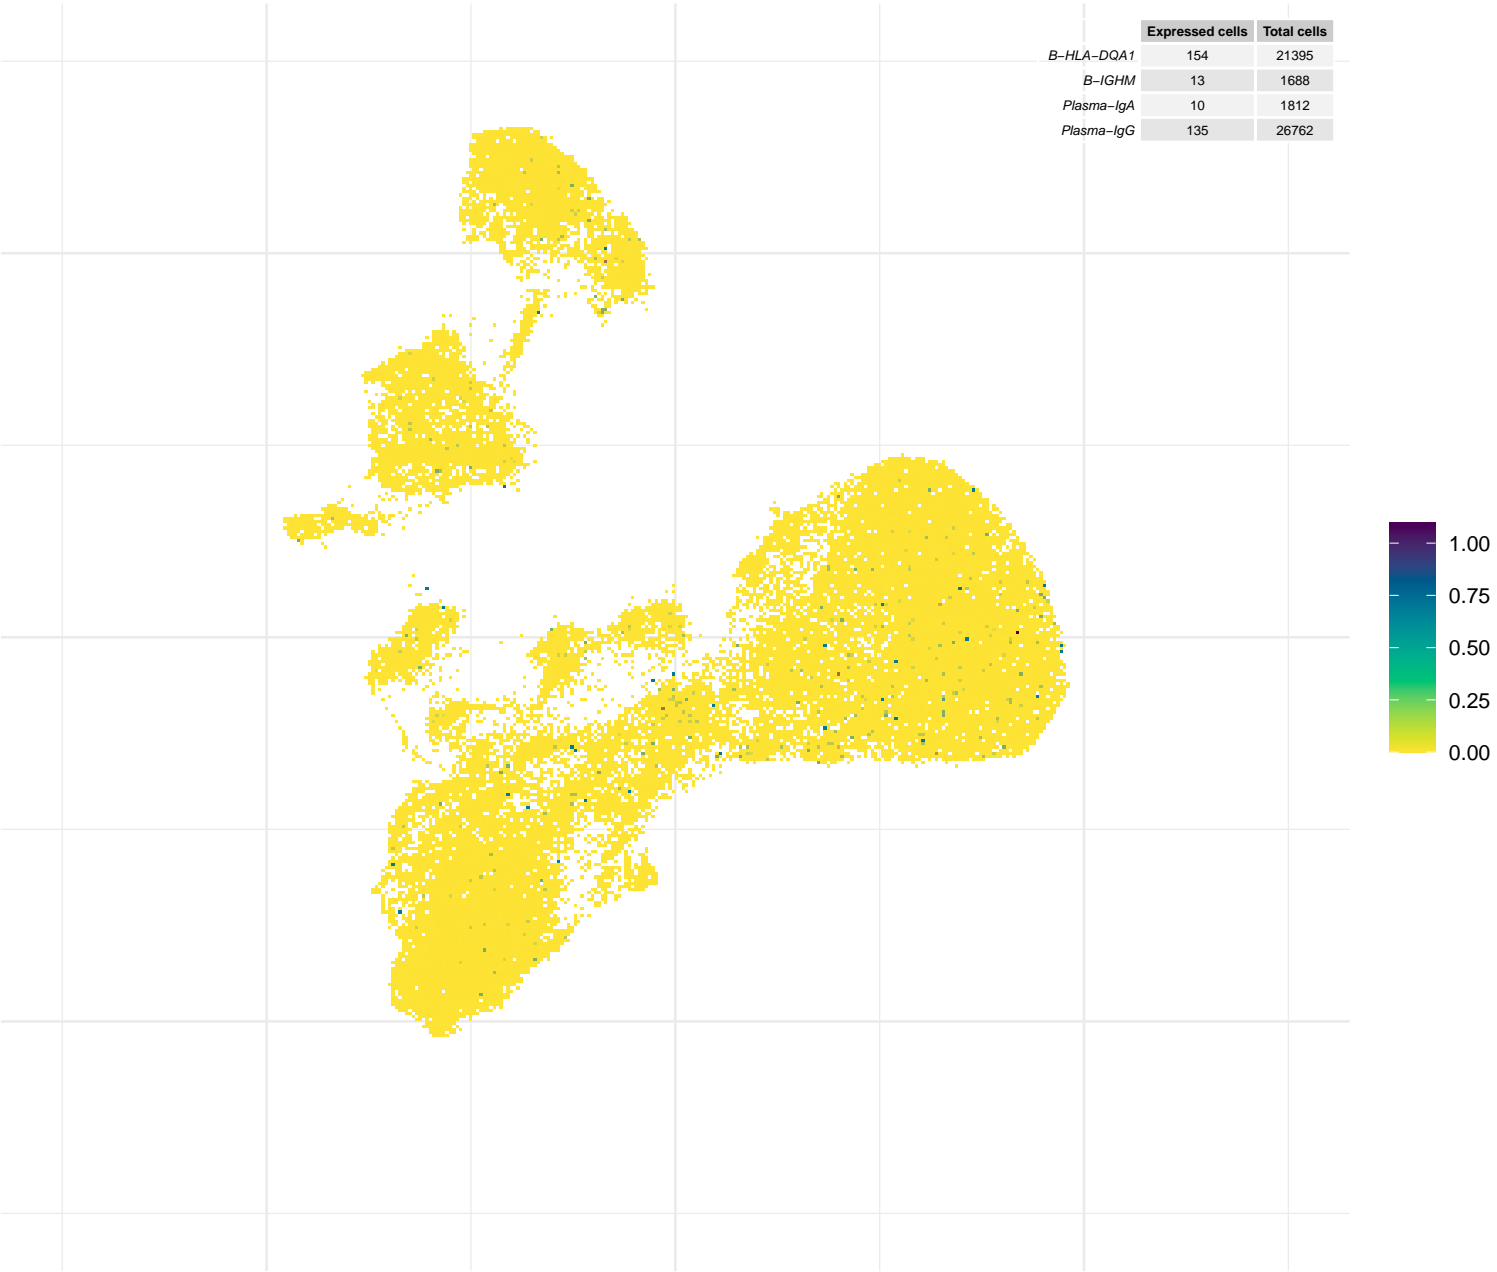 Expressed cells Total cells
B−HLA−DQA1 154 21395
B−IGHM 13 1688
Plasma−IgA 10 1812
Plasma−IgG 135 26762
1.00
0.75
0.50
0.25
0.00